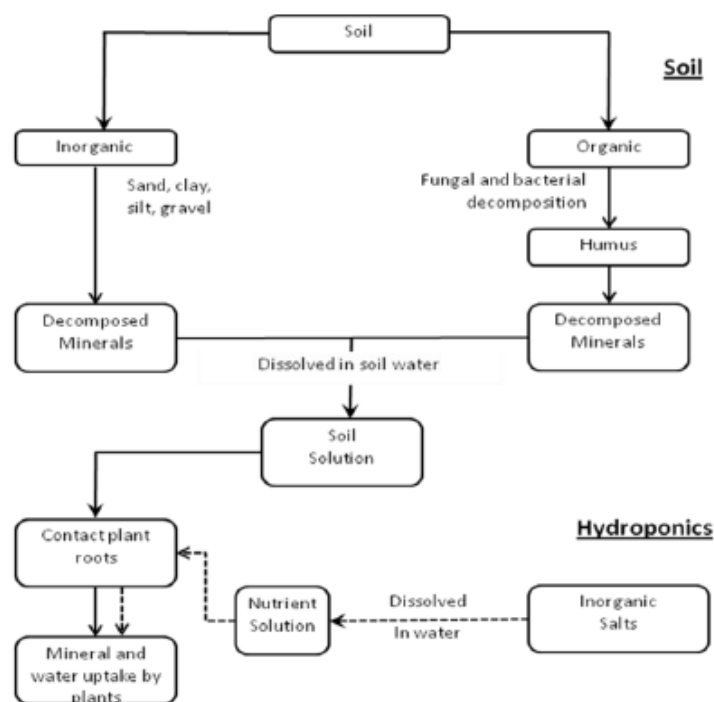 Soil
Soil
Inorganic
Organic
Sand, clay,
silt, gravel
Fungal and bacterial
decomposition
Humus
Decomposed
Minerals
Decomposed
Minerals
Dissolved in soil water
Soil
Solution
Hydroponics
Contact plant
roots
Nutrient
Solution
Dissolved
In water
Inorganic
Salts
Mineral and
water uptake by
plants